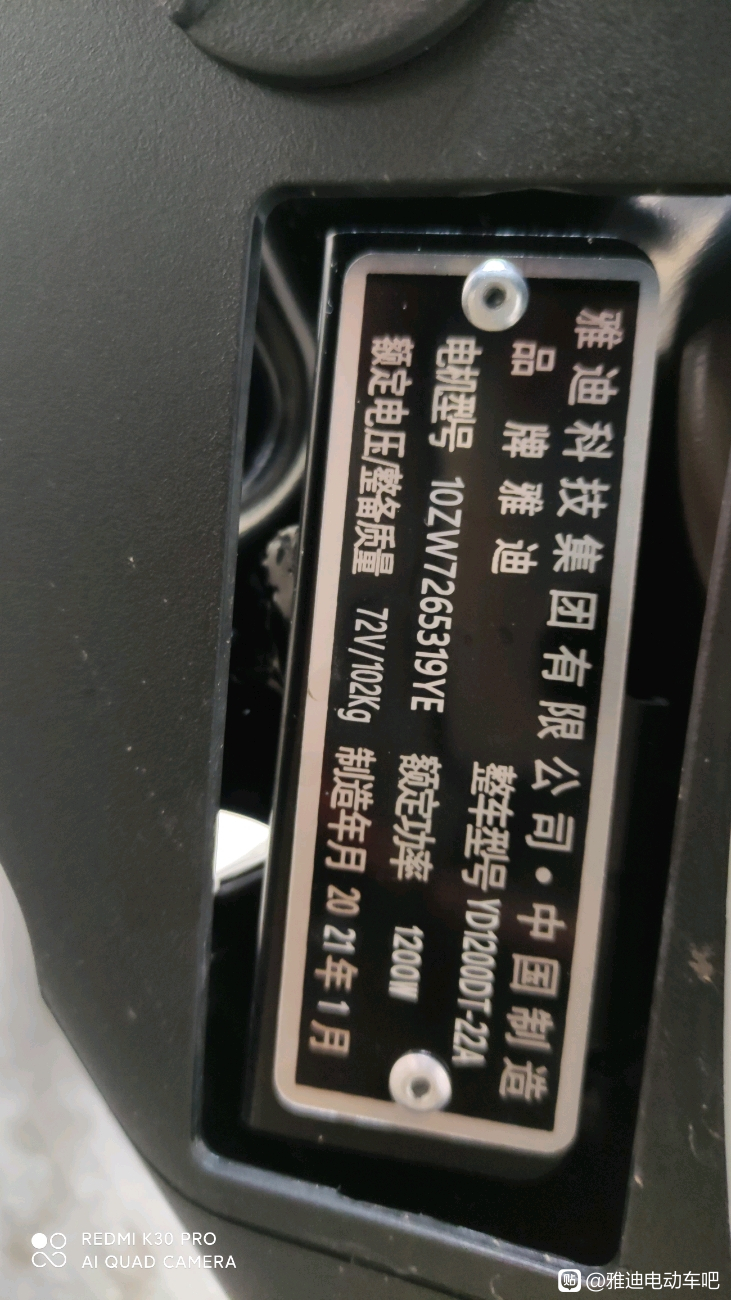 雅迪科技集团有限公司·中国制造
品牌 雅迪 整车型号 YD1200DT-22A
电机型号 10ZW7265319YE 额定功率 1200W
额定电压/整备质量 72V/102Kg 制造年月 2021年1月
REDMI K30 PRO
AI QUAD CAMERA
贴 @雅迪电动车吧